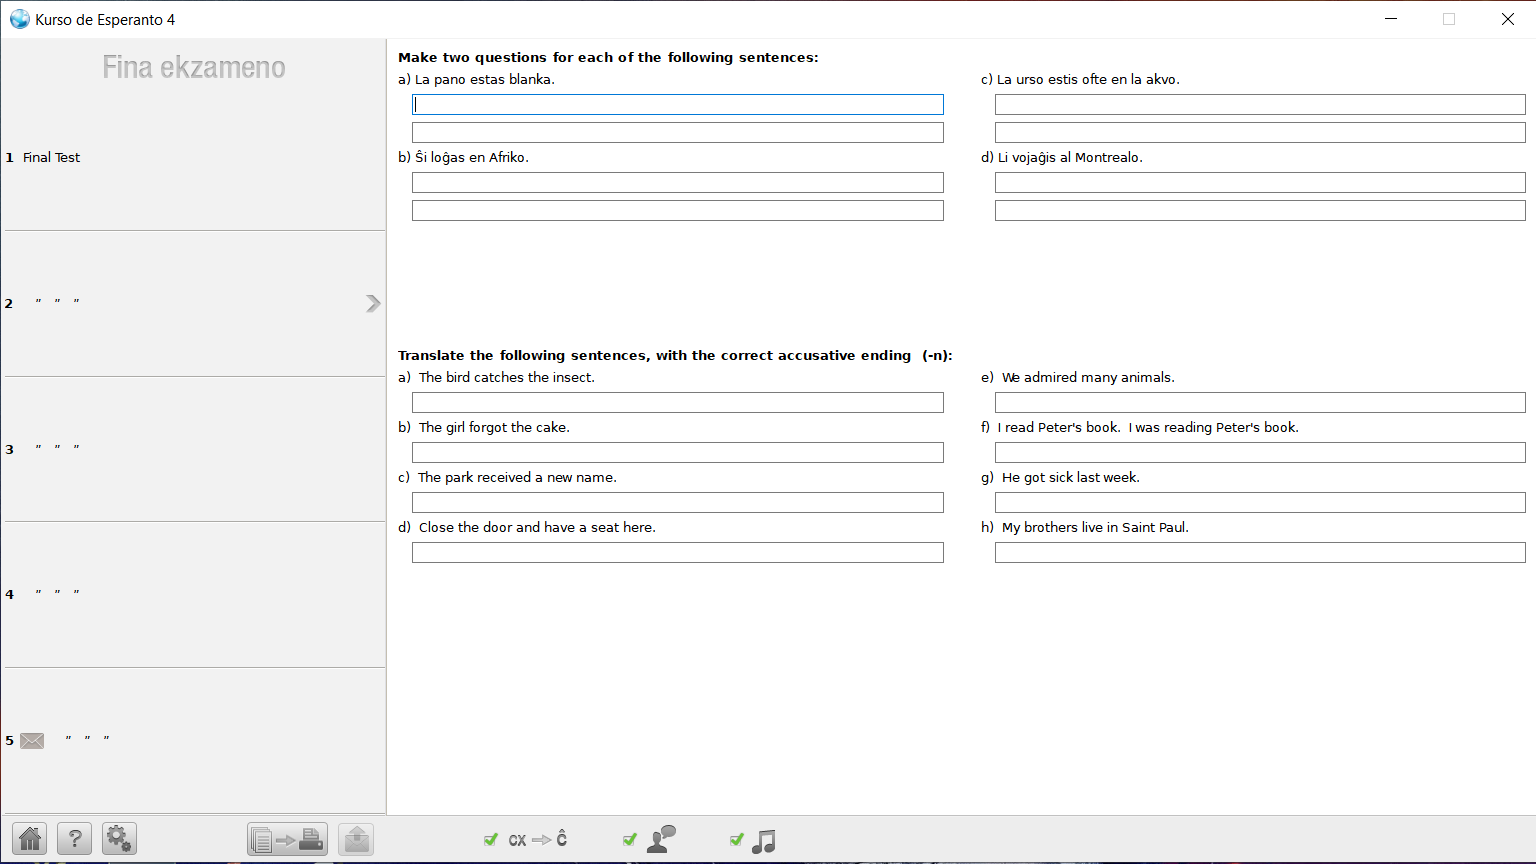 Kurso de Esperanto 4
Fina ekzameno
1 Final Test
2 " " "
3 " " "
4 " " "
5 " " "
Make two questions for each of the following sentences:
a) La pano estas blanka.
b) Ŝi loĝas en Afriko.
c) La urso estis ofte en la akvo.
d) Li vojaĝis al Montrealo.
Translate the following sentences, with the correct accusative ending (-n):
a) The bird catches the insect.
b) The girl forgot the cake.
c) The park received a new name.
d) Close the door and have a seat here.
e) We admired many animals.
f) I read Peter's book. I was reading Peter's book.
g) He got sick last week.
h) My brothers live in Saint Paul.
?
cx Ĉ